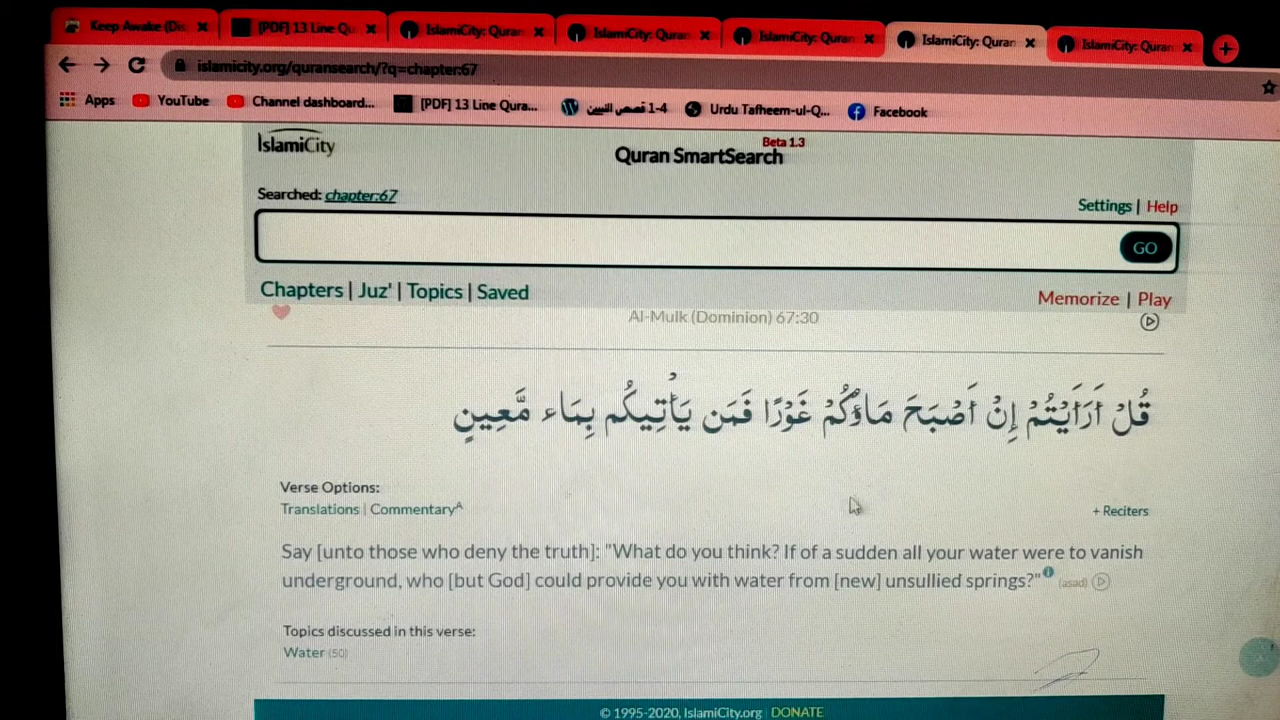 Keep Awake (Dis
[PDF] 13 Line Qu
IslamiCity: Quran
IslamiCity: Quran
IslamiCity: Quran
IslamiCity: Quran
IslamiCity: Quran
islamicity.org/quransearch/?q=chapter:67
Apps YouTube Channel dashboard... [PDF] 13 Line Qura... 1-4 قصص النبيين Urdu Tafheem-ul-Q... Facebook
IslamiCity
Quran SmartSearch Beta 1.3
Searched: chapter:67
Settings | Help
GO
Chapters | Juz' | Topics | Saved
Memorize | Play
Al-Mulk (Dominion) 67:30
قُلْ أَرَأَيْتُمْ إِنْ أَصْبَحَ مَاؤُكُمْ غَوْرًا فَمَن يَأْتِيكُم بِمَاء مَّعِينٍ
Verse Options:
Translations | Commentary^A
+ Reciters
Say [unto those who deny the truth]: "What do you think? If of a sudden all your water were to vanish
underground, who [but God] could provide you with water from [new] unsullied springs?" (asad)
Topics discussed in this verse:
Water (50)
© 1995-2020, IslamiCity.org | DONATE